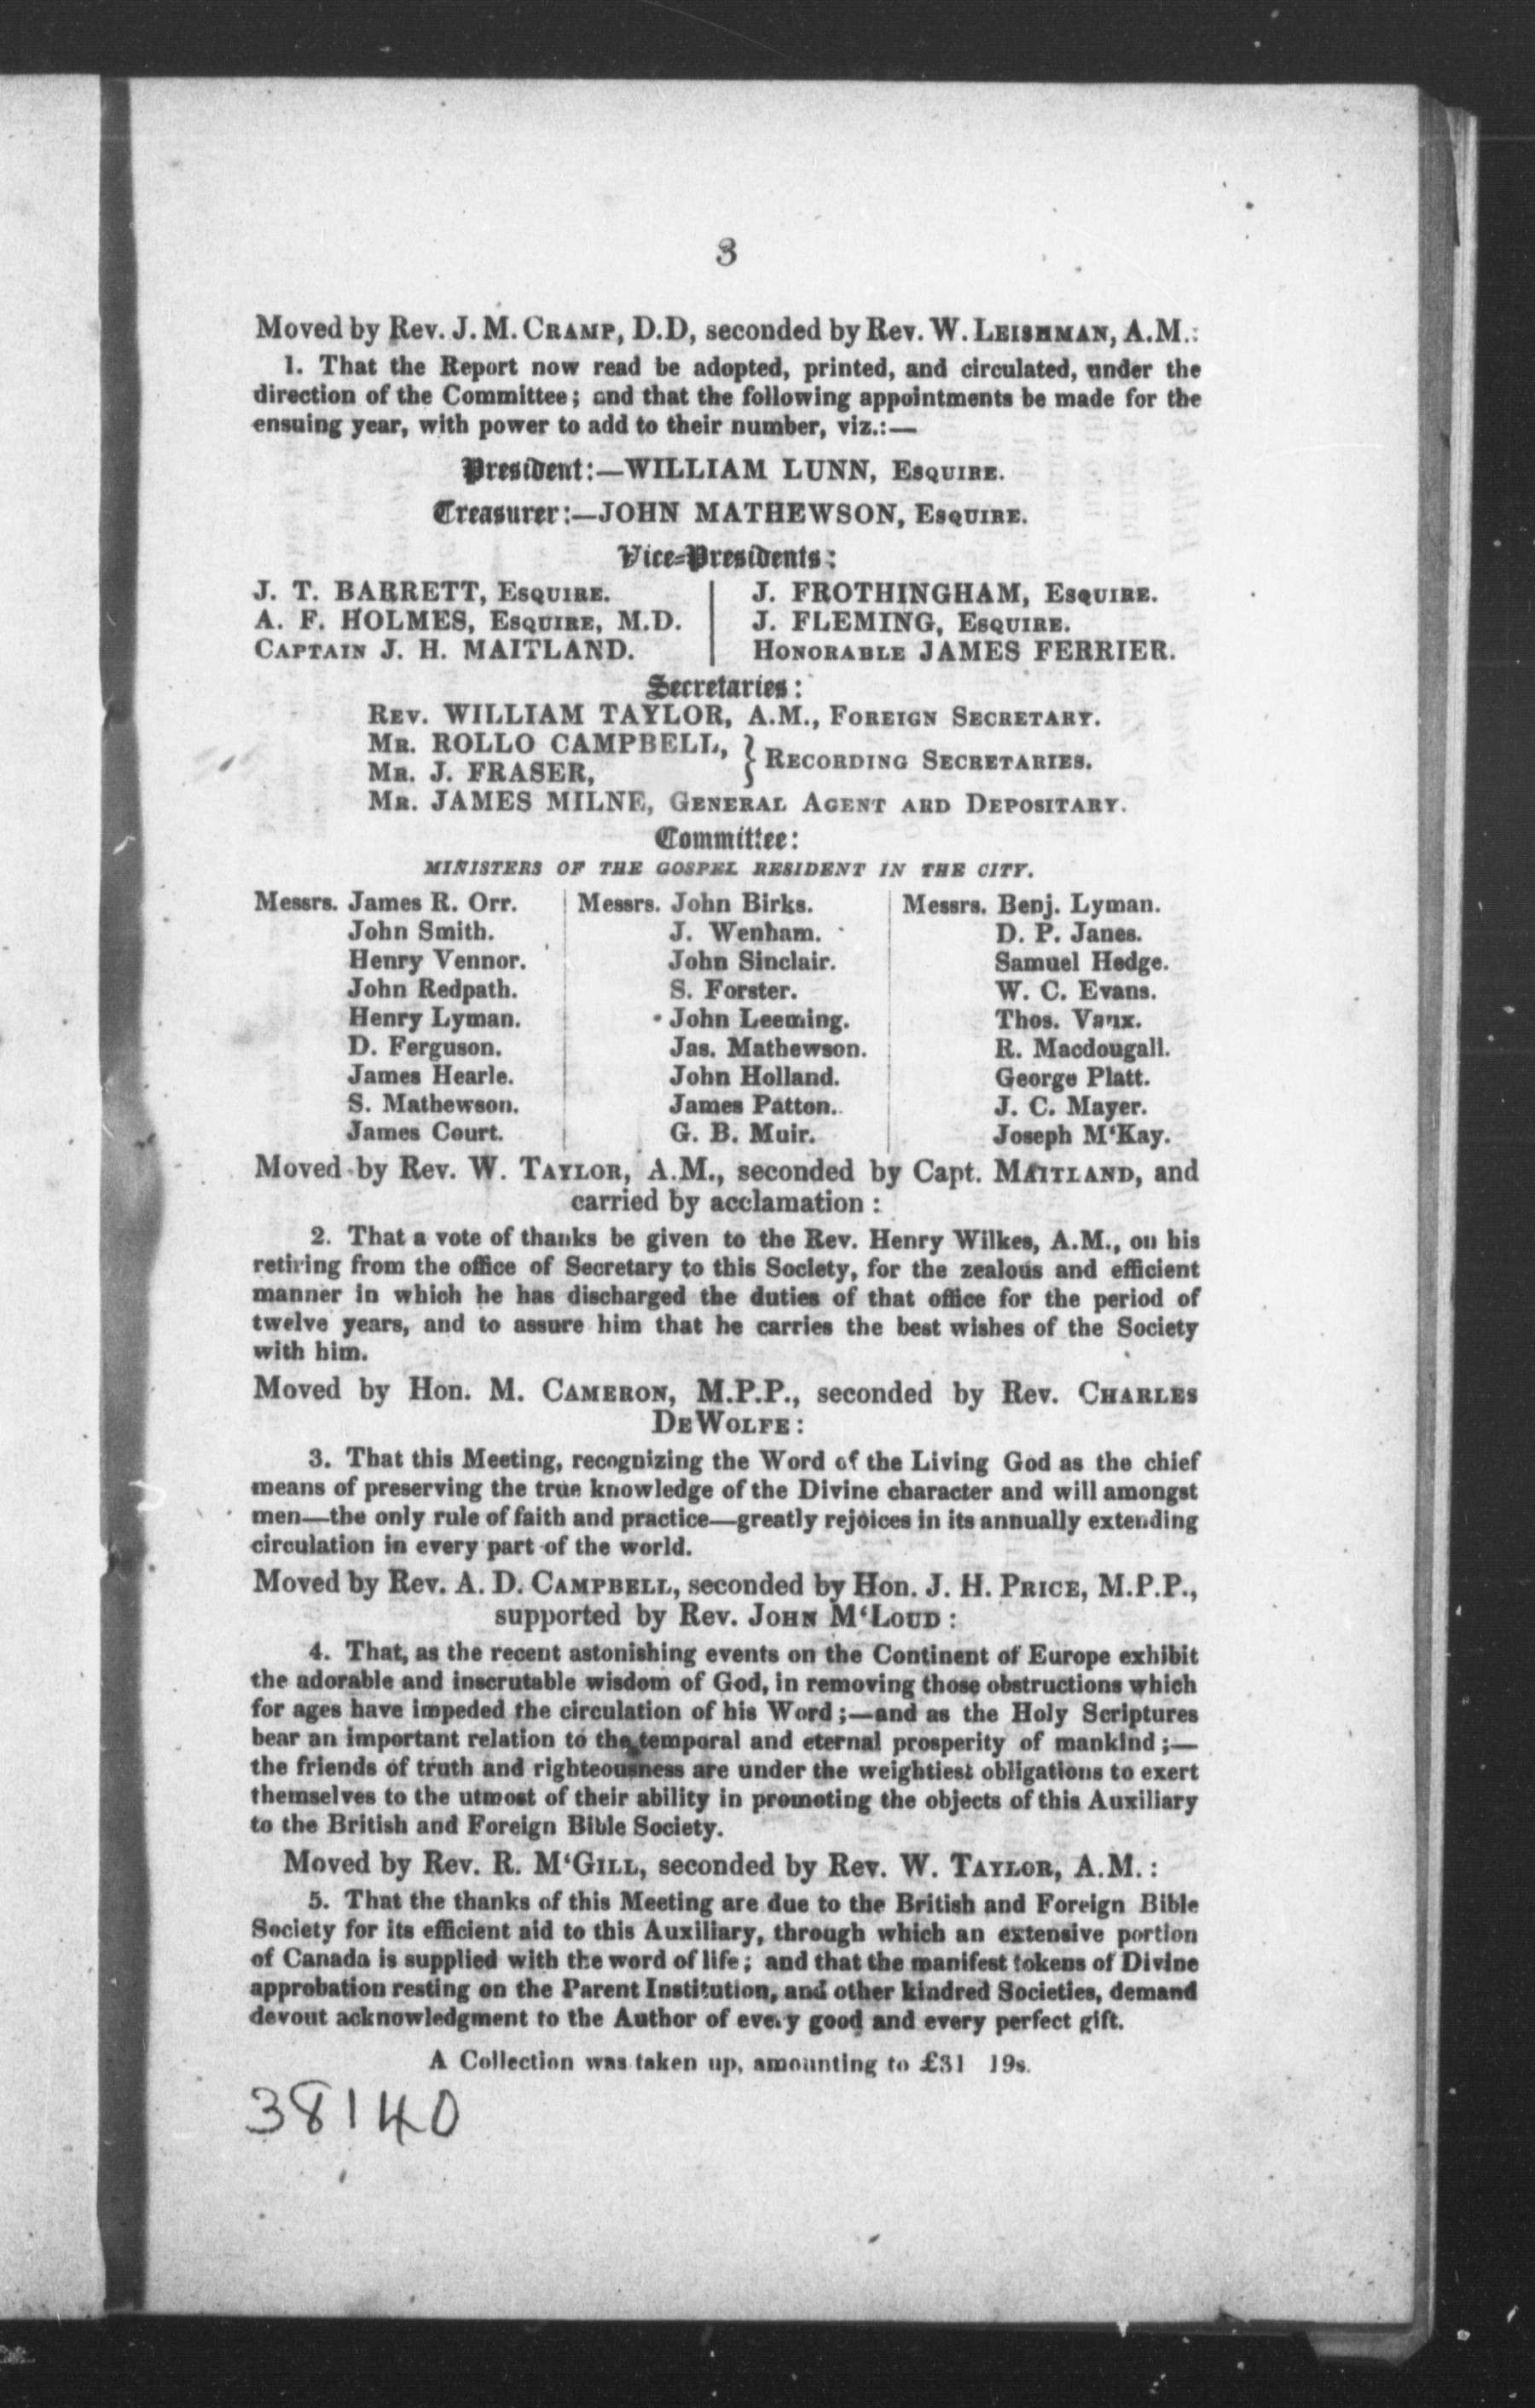 3
Moved by Rev. J. M. CRAMP, D.D, seconded by Rev. W. LEISHMAN, A.M.:
1. That the Report now read be adopted, printed, and circulated, under the
direction of the Committee; and that the following appointments be made for the
ensuing year, with power to add to their number, viz.:—
President:—WILLIAM LUNN, ESQUIRE.
Treasurer:—JOHN MATHEWSON, ESQUIRE.
Vice-Presidents:
J. T. BARRETT, ESQUIRE. J. FROTHINGHAM, ESQUIRE.
A. F. HOLMES, ESQUIRE, M.D. J. FLEMING, ESQUIRE.
CAPTAIN J. H. MAITLAND. HONORABLE JAMES FERRIER.
Secretaries:
REV. WILLIAM TAYLOR, A.M., FOREIGN SECRETARY.
MR. ROLLO CAMPBELL,
MR. J. FRASER, } RECORDING SECRETARIES.
MR. JAMES MILNE, GENERAL AGENT ARD DEPOSITARY.
Committee:
MINISTERS OF THE GOSPEL RESIDENT IN THE CITY.
Messrs. James R. Orr. Messrs. John Birks. Messrs. Benj. Lyman.
John Smith. J. Wenham. D. P. Janes.
Henry Vennor. John Sinclair. Samuel Hedge.
John Redpath. S. Forster. W. C. Evans.
Henry Lyman. John Leeming. Thos. Vaux.
D. Ferguson. Jas. Mathewson. R. Macdougall.
James Hearle. John Holland. George Platt.
S. Mathewson. James Patton. J. C. Mayer.
James Court. G. B. Muir. Joseph M'Kay.
Moved by Rev. W. TAYLOR, A.M., seconded by Capt. MAITLAND, and
carried by acclamation:
2. That a vote of thanks be given to the Rev. Henry Wilkes, A.M., on his
retiring from the office of Secretary to this Society, for the zealous and efficient
manner in which he has discharged the duties of that office for the period of
twelve years, and to assure him that he carries the best wishes of the Society
with him.
Moved by Hon. M. CAMERON, M.P.P., seconded by Rev. CHARLES
DEWOLFE:
3. That this Meeting, recognizing the Word of the Living God as the chief
means of preserving the true knowledge of the Divine character and will amongst
men—the only rule of faith and practice—greatly rejoices in its annually extending
circulation in every part of the world.
Moved by Rev. A. D. CAMPBELL, seconded by Hon. J. H. PRICE, M.P.P.,
supported by Rev. JOHN M'LOUD:
4. That, as the recent astonishing events on the Continent of Europe exhibit
the adorable and inscrutable wisdom of God, in removing those obstructions which
for ages have impeded the circulation of his Word;—and as the Holy Scriptures
bear an important relation to the temporal and eternal prosperity of mankind;—
the friends of truth and righteousness are under the weightiest obligations to exert
themselves to the utmost of their ability in promoting the objects of this Auxiliary
to the British and Foreign Bible Society.
Moved by Rev. R. M'GILL, seconded by Rev. W. TAYLOR, A.M.:
5. That the thanks of this Meeting are due to the British and Foreign Bible
Society for its efficient aid to this Auxiliary, through which an extensive portion
of Canada is supplied with the word of life; and that the manifest tokens of Divine
approbation resting on the Parent Institution, and other kindred Societies, demand
devout acknowledgment to the Author of every good and every perfect gift.
A Collection was taken up, amounting to £31 19s.
38140